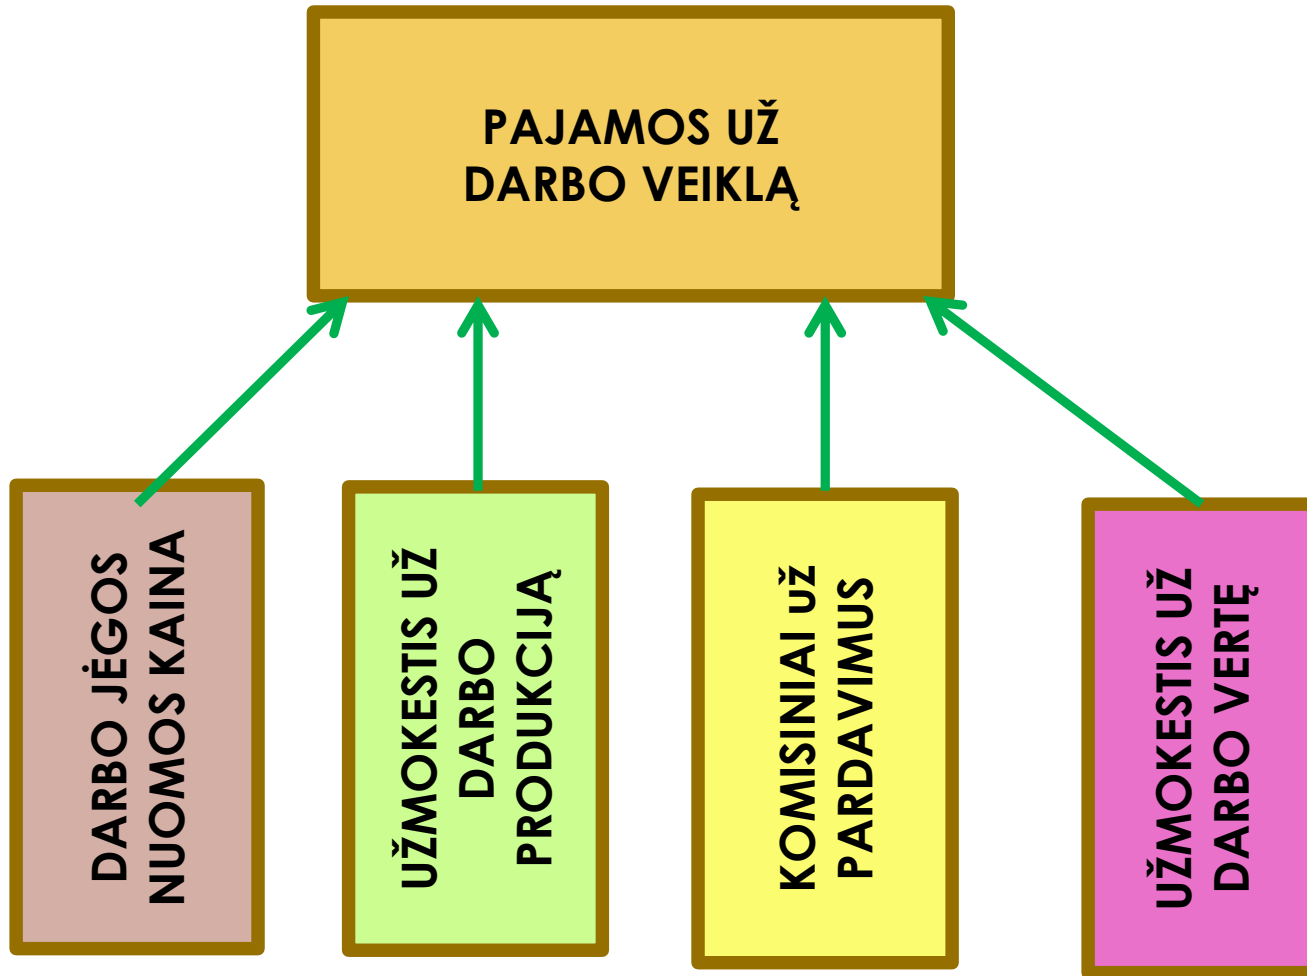 PAJAMOS UŽ
DARBO VEIKLĄ
DARBO JĖGOS
NUOMOS KAINA
UŽMOKESTIS UŽ
DARBO
PRODUKCIJĄ
KOMISINIAI UŽ
PARDAVIMUS
UŽMOKESTIS UŽ
DARBO VERTĘ